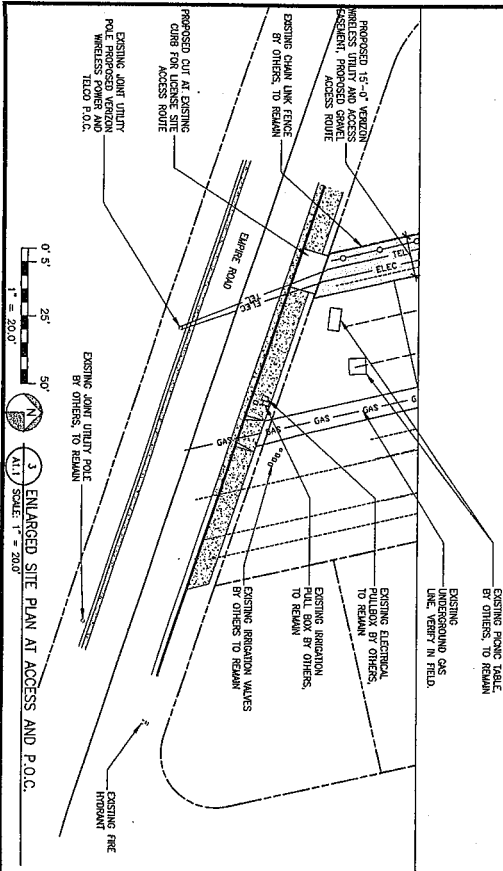 PROPOSED 15'-0" VERIZON
WIRELESS UTILITY AND ACCESS
EASEMENT, PROPOSED GRAVEL
ACCESS ROUTE
EXISTING CHAIN LINK FENCE
BY OTHERS, TO REMAIN
PROPOSED CUT AT EXISTING
CURB FOR LICENSE SITE
ACCESS ROUTE
EXISTING JOINT UTILITY
POLE PROPOSED VERIZON
WIRELESS POWER AND
TELCO P.O.C.
EXISTING PICNIC TABLE,
BY OTHERS, TO REMAIN
EXISTING
UNDERGROUND GAS
LINE, VERIFY IN FIELD.
EXISTING ELECTRICAL
PULLBOX BY OTHERS,
TO REMAIN
EXISTING IRRIGATION
PULL BOX BY OTHERS,
TO REMAIN
EXISTING IRRIGATION VALVES
BY OTHERS TO REMAIN
EXISTING FIRE
HYDRANT
EXISTING JOINT UTILITY POLE
BY OTHERS, TO REMAIN
EMPIRE ROAD
TEL
ELEC
TEL
ELEC
GAS
GAS
GAS
GAS
G
0' 5' 25' 50'
1" = 20.0'
N
3
A1.1
ENLARGED SITE PLAN AT ACCESS AND P.O.C.
SCALE: 1" = 20.0'